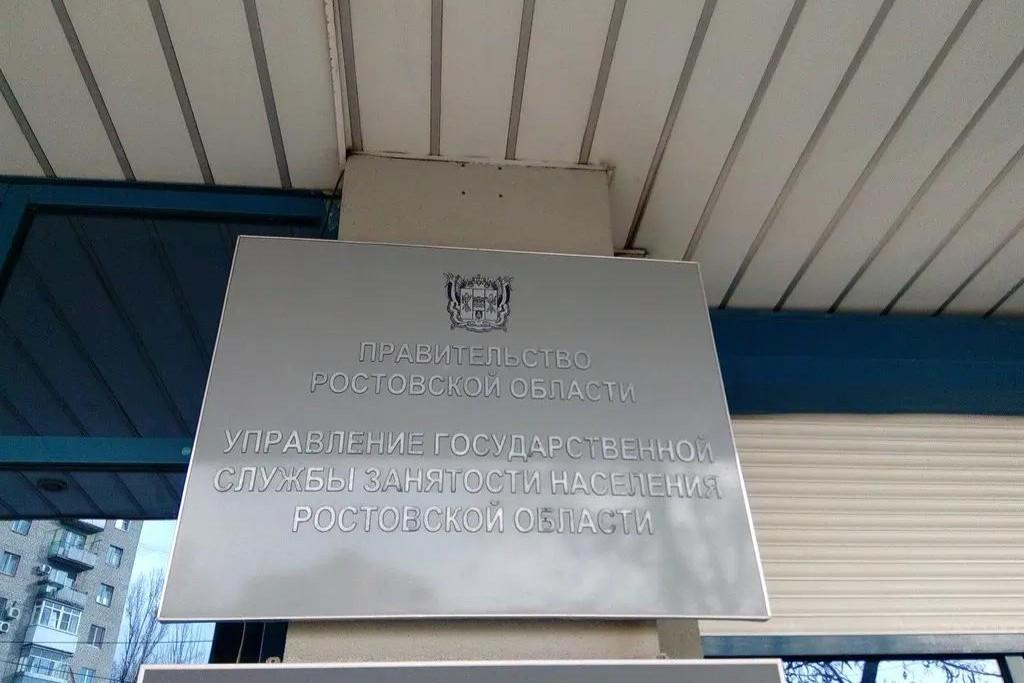 ПРАВИТЕЛЬСТВО
РОСТОВСКОЙ ОБЛАСТИ
УПРАВЛЕНИЕ ГОСУДАРСТВЕННОЙ
СЛУЖБЫ ЗАНЯТОСТИ НАСЕЛЕНИЯ
РОСТОВСКОЙ ОБЛАСТИ